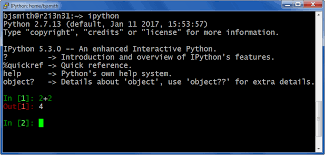 IPython: home/bjsmith
bjsmith@r2i3n31:~> ipython
Python 2.7.13 (default, Jan 11 2017, 15:53:57)
Type "copyright", "credits" or "license" for more information.
IPython 5.3.0 -- An enhanced Interactive Python.
? -> Introduction and overview of IPython's features.
%quickref -> Quick reference.
help -> Python's own help system.
object? -> Details about 'object', use 'object??' for extra details.
In [1]: 2+2
Out[1]: 4
In [2]: